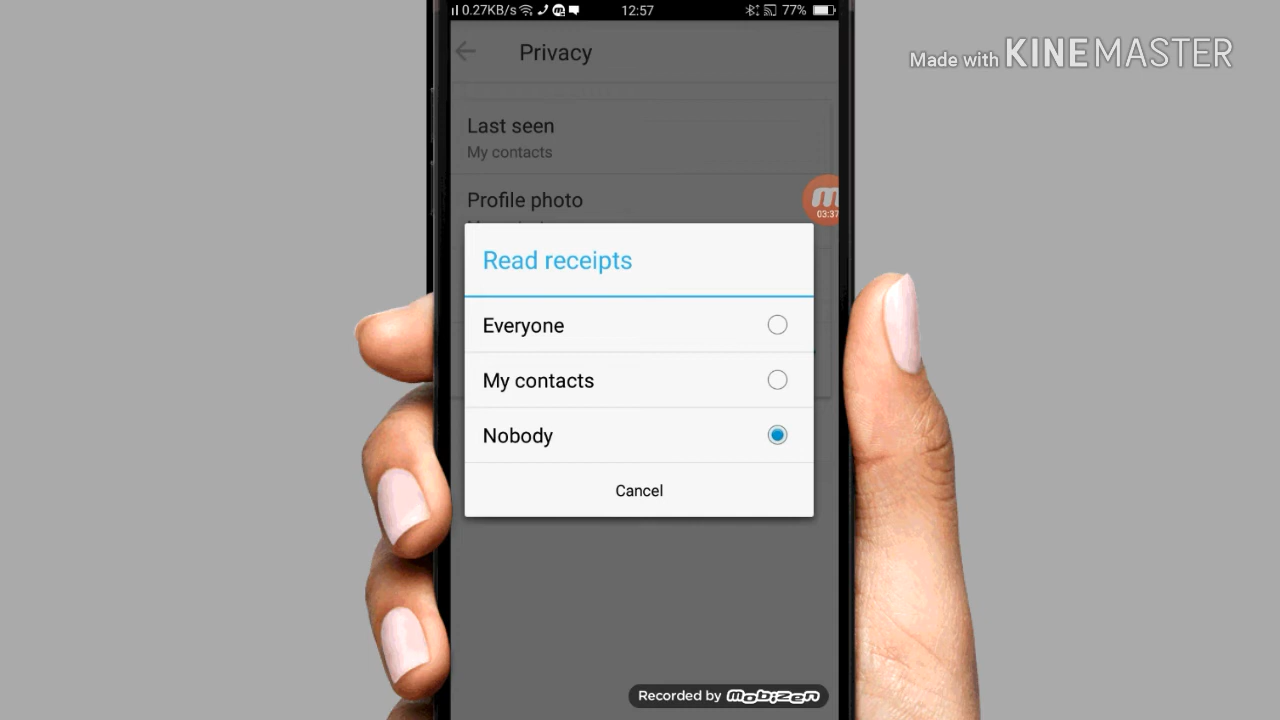 0.27KB/s 12:57 77%
Privacy
Made with KINEMASTER
Last seen
My contacts
Profile photo
03:37
Read receipts
Everyone
My contacts
Nobody
Cancel
Recorded by mobizen